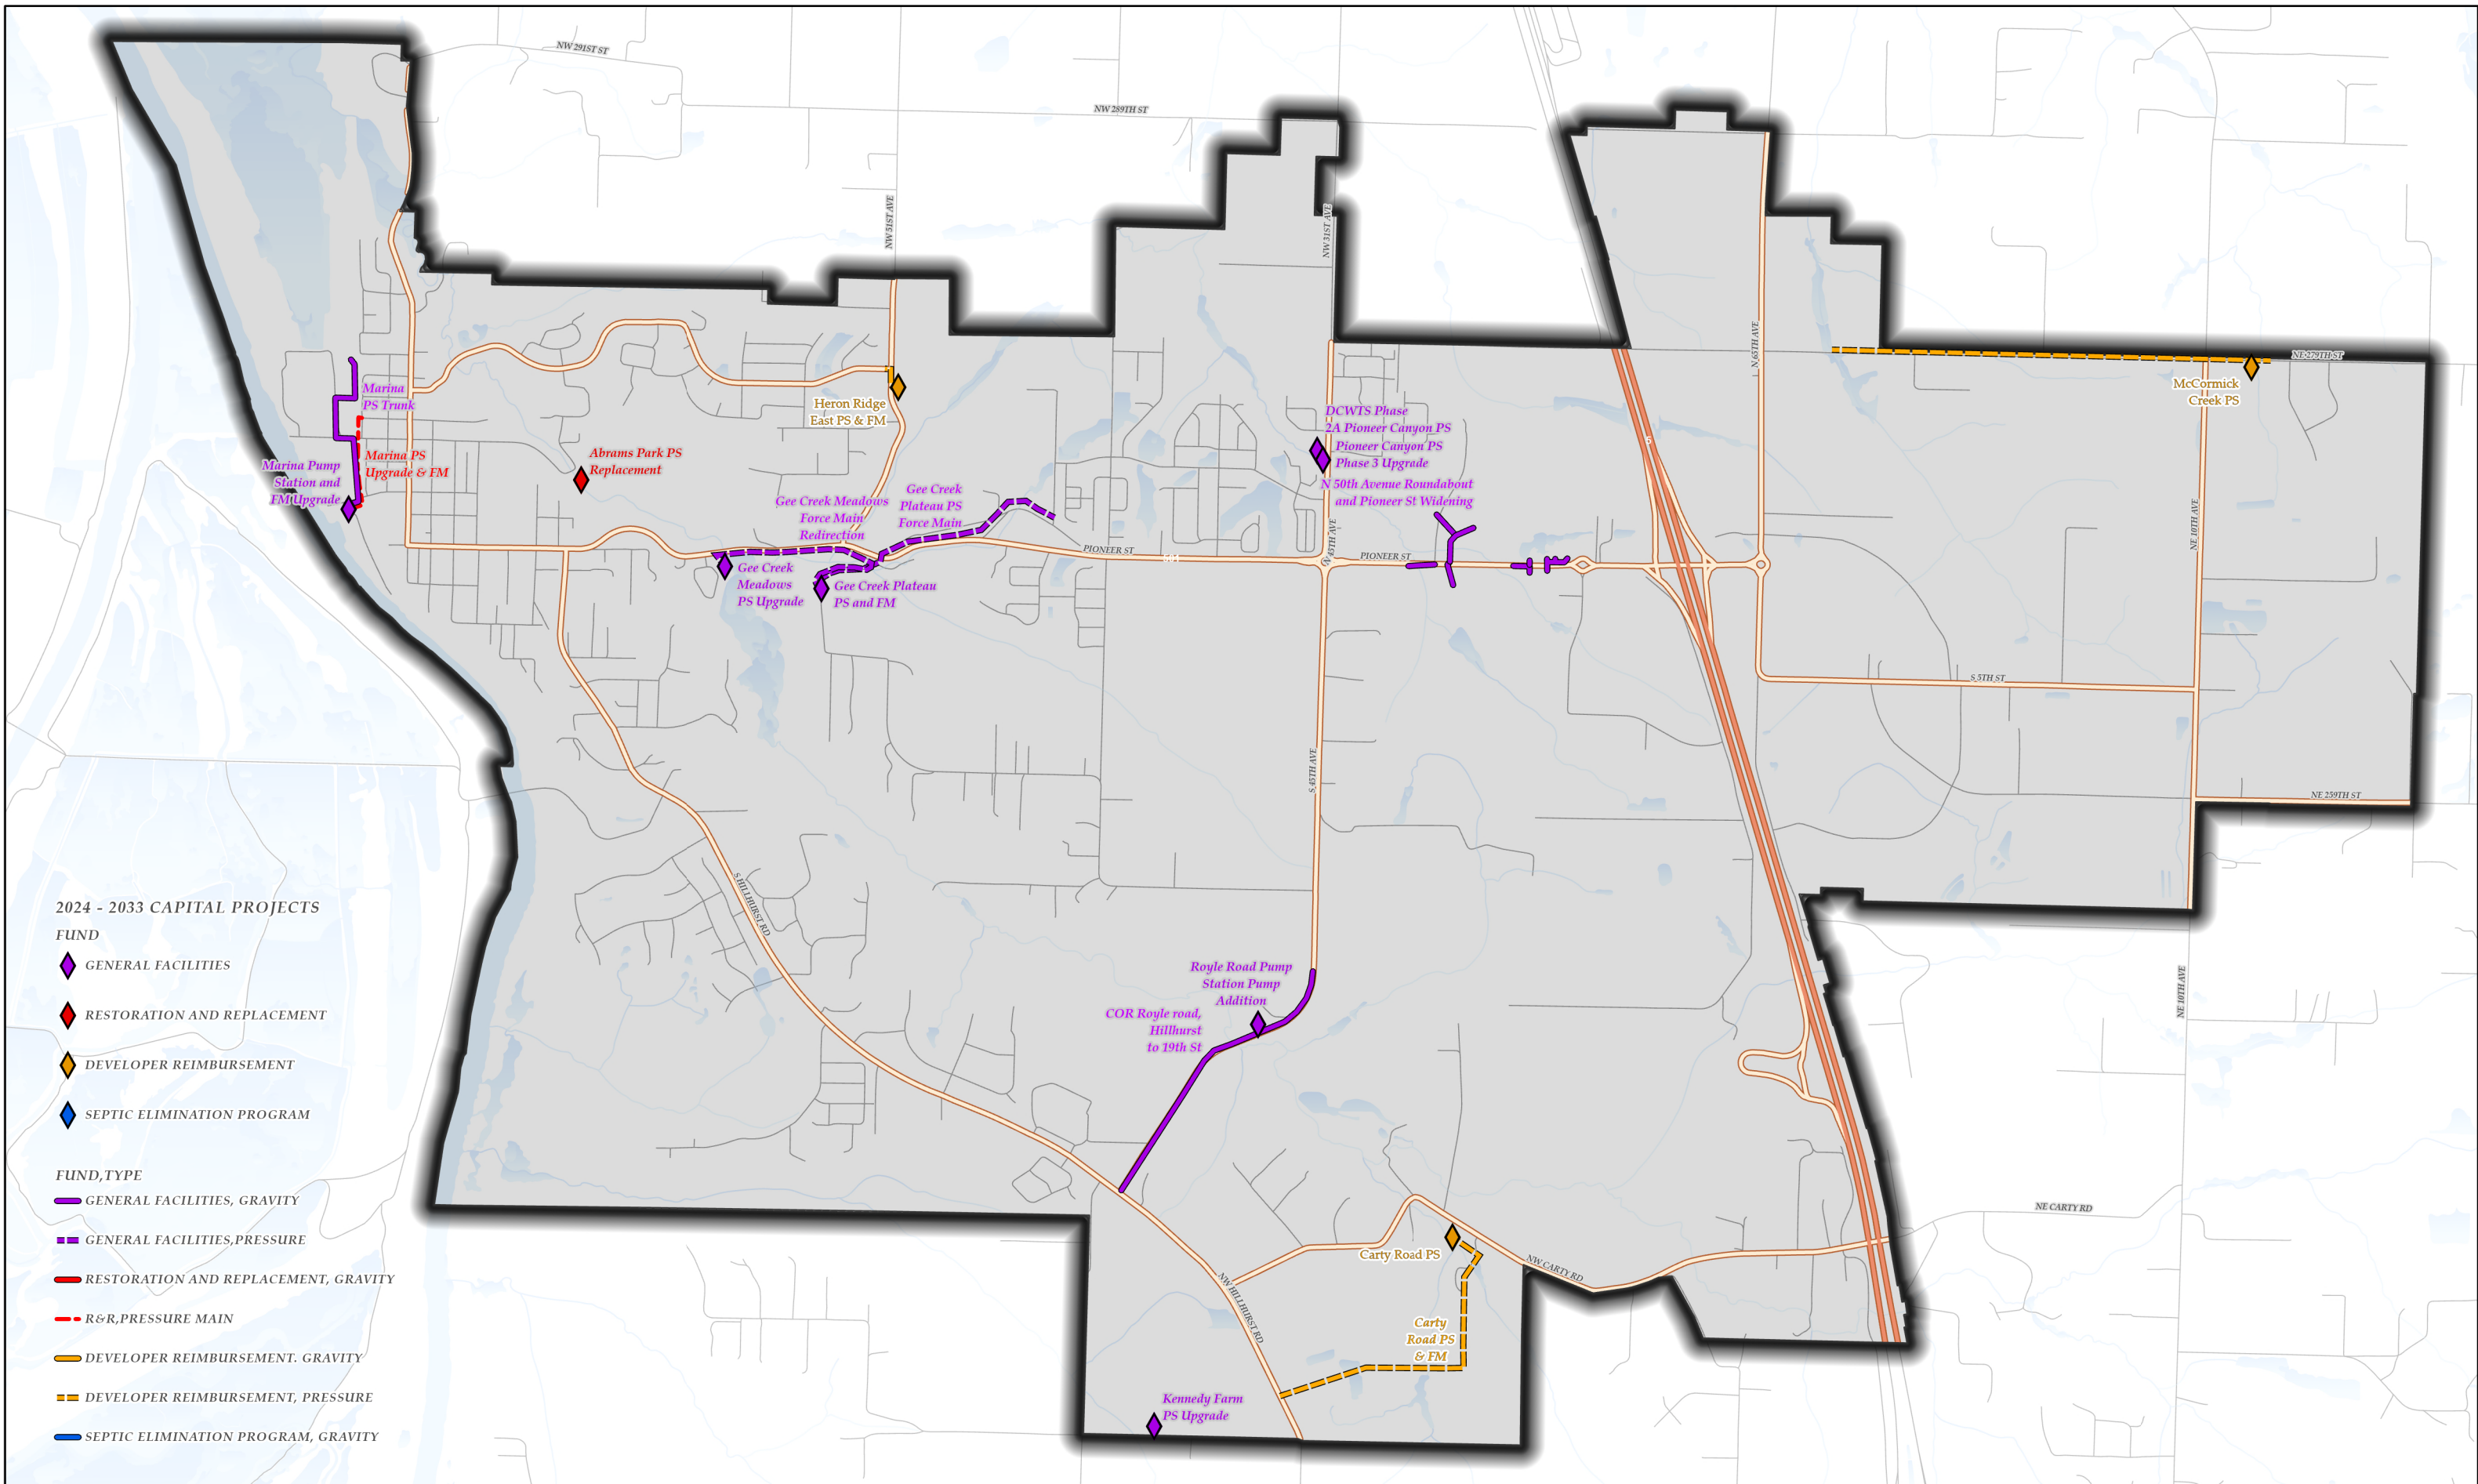 NW 291ST ST
NW 289TH ST
NW 51ST AVE
NW 31ST AVE
N 65TH AVE
NE 279TH ST
McCormick
Creek PS
Marina
PS Trunk
Heron Ridge
East PS & FM
DCWTS Phase
2A Pioneer Canyon PS
Pioneer Canyon PS
Phase 3 Upgrade
N 50th Avenue Roundabout
and Pioneer St Widening
Abrams Park PS
Replacement
Marina PS
Upgrade & FM
Marina Pump
Station and
FM Upgrade
Gee Creek Meadows
Force Main
Redirection
Gee Creek
Plateau PS
Force Main
PIONEER ST
501
N 45TH AVE
PIONEER ST
5
NE 10TH AVE
Gee Creek
Meadows
PS Upgrade
Gee Creek Plateau
PS and FM
S 5TH ST
S 45TH AVE
NE 259TH ST
S HILLHURST RD
Royle Road Pump
Station Pump
Addition
COR Royle road,
Hillhurst
to 19th St
NE 10TH AVE
NE CARTY RD
Carty Road PS
NW CARTY RD
NW HILLHURST RD
Carty
Road PS
& FM
Kennedy Farm
PS Upgrade
2024 - 2033 CAPITAL PROJECTS
FUND
GENERAL FACILITIES
RESTORATION AND REPLACEMENT
DEVELOPER REIMBURSEMENT
SEPTIC ELIMINATION PROGRAM
FUND,TYPE
GENERAL FACILITIES, GRAVITY
GENERAL FACILITIES,PRESSURE
RESTORATION AND REPLACEMENT, GRAVITY
R&R,PRESSURE MAIN
DEVELOPER REIMBURSEMENT. GRAVITY
DEVELOPER REIMBURSEMENT, PRESSURE
SEPTIC ELIMINATION PROGRAM, GRAVITY